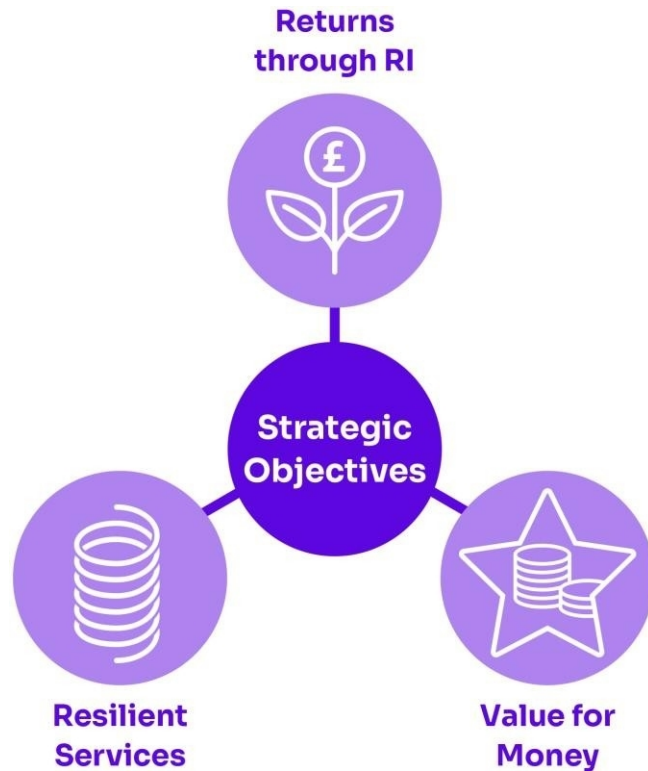 Returns
through RI
£
Strategic
Objectives
Resilient
Services
Value for
Money